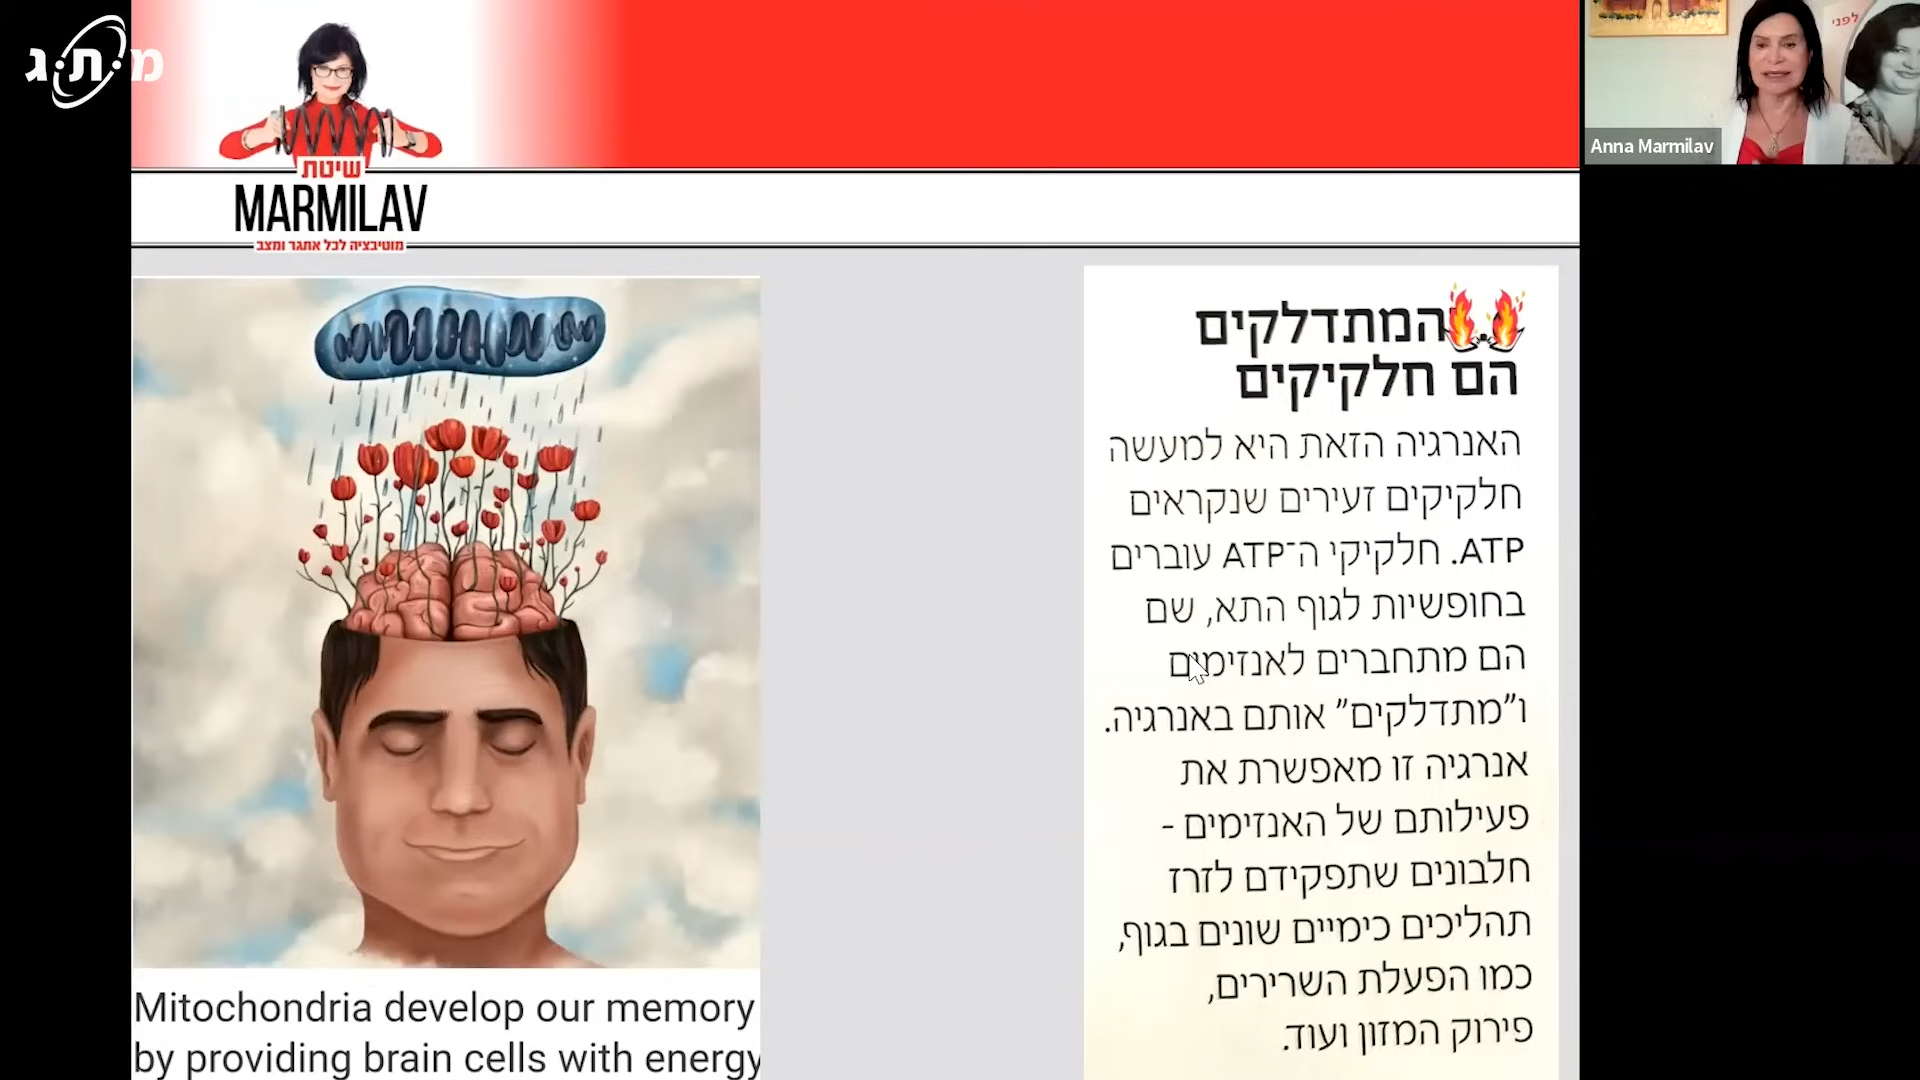 מ.ת.ג
שיטת
MARMILAV
מוטיבציה לכל אתגר ומצב
לפני
Anna Marmilav
המתדלקים
הם חלקיקים
האנרגיה הזאת היא למעשה
חלקיקים זעירים שנקראים
ATP. חלקיקי ה־ATP עוברים
בחופשיות לגוף התא, שם
הם מתחברים לאנזימים
ו"מתדלקים" אותם באנרגיה.
אנרגיה זו מאפשרת את
פעילותם של האנזימים -
חלבונים שתפקידם לזרז
תהליכים כימיים שונים בגוף,
כמו הפעלת השרירים,
פירוק המזון ועוד.
Mitochondria develop our memory
by providing brain cells with energy